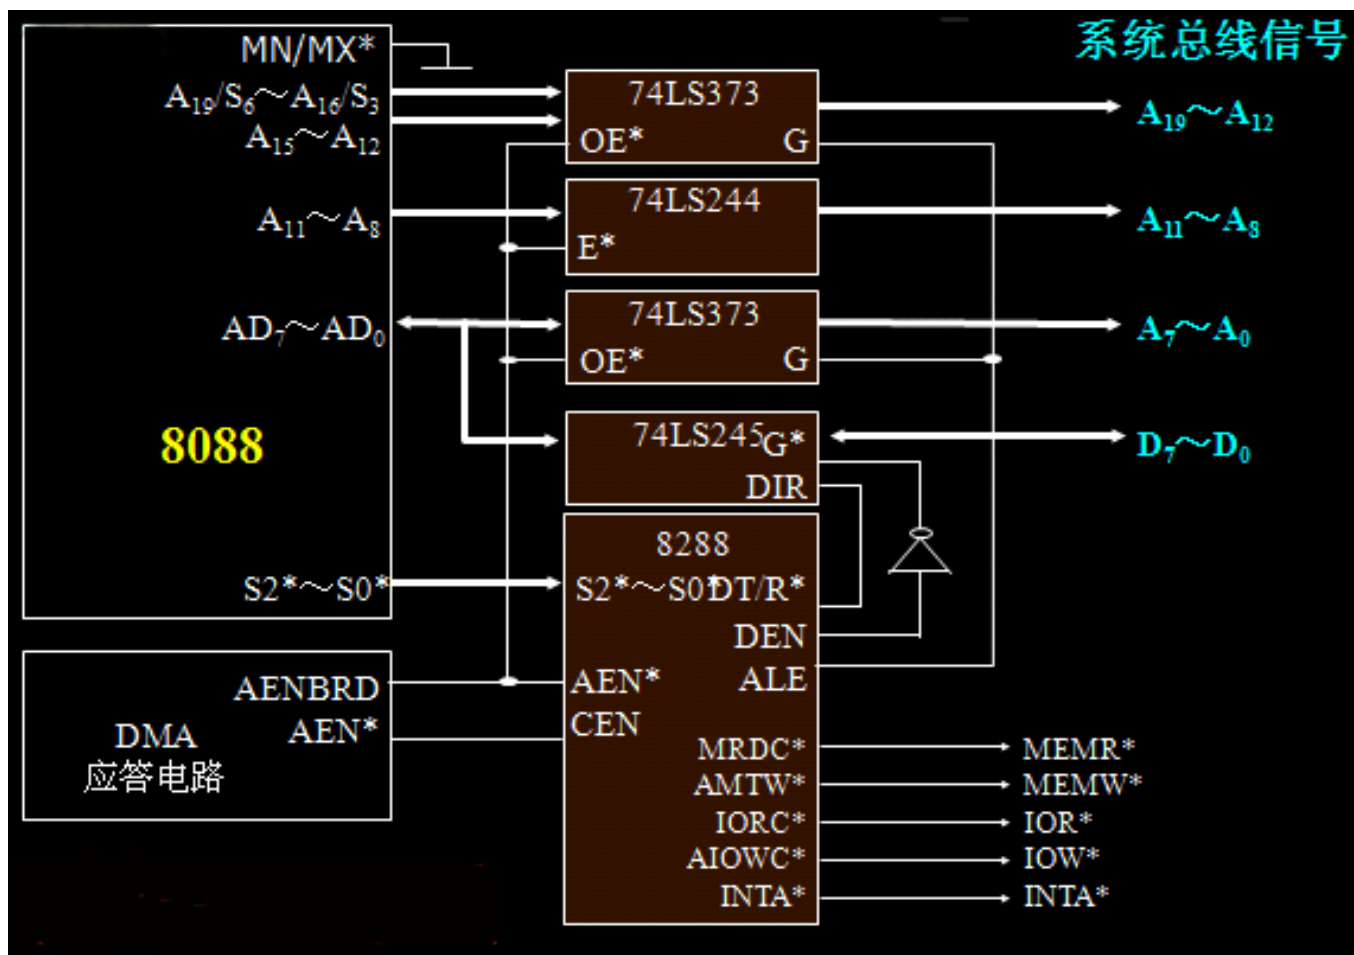 系统总线信号
MN/MX*
A19/S6～A16/S3
A15～A12
A11～A8
AD7～AD0
8088
S2*～S0*
AENBRD
AEN*
DMA
应答电路
74LS373
OE*
G
74LS244
E*
74LS373
OE*
G
74LS245
G*
DIR
8288
S2*～S0*
DT/R*
DEN
AEN*
ALE
CEN
MRDC*
AMTW*
IORC*
AIOWC*
INTA*
A19～A12
A11～A8
A7～A0
D7～D0
MEMR*
MEMW*
IOR*
IOW*
INTA*